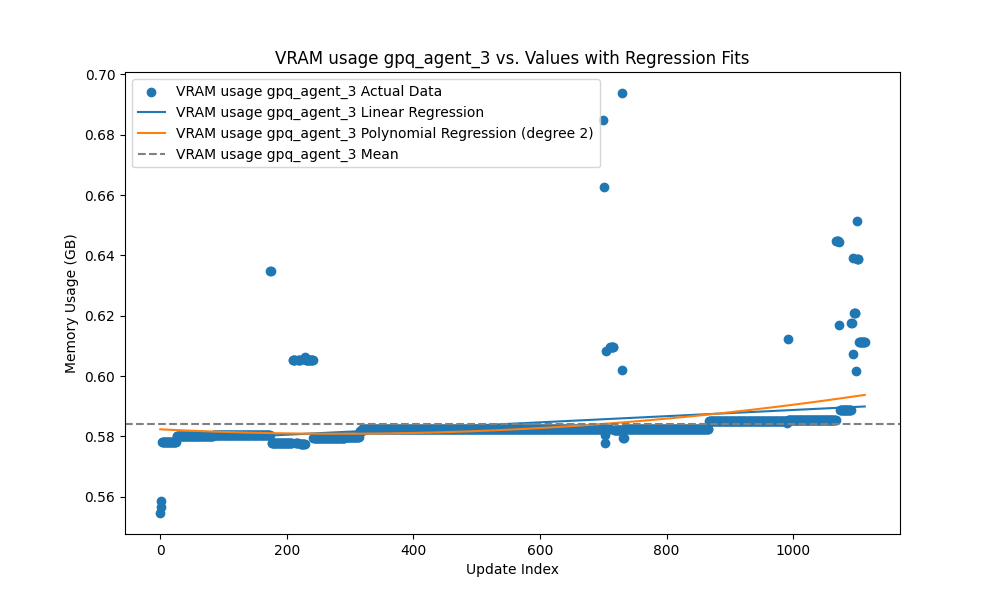 VRAM usage gpq_agent_3 vs. Values with Regression Fits
VRAM usage gpq_agent_3 Actual Data
VRAM usage gpq_agent_3 Linear Regression
VRAM usage gpq_agent_3 Polynomial Regression (degree 2)
VRAM usage gpq_agent_3 Mean
Memory Usage (GB)
0.70
0.68
0.66
0.64
0.62
0.60
0.58
0.56
0
200
400
600
800
1000
Update Index